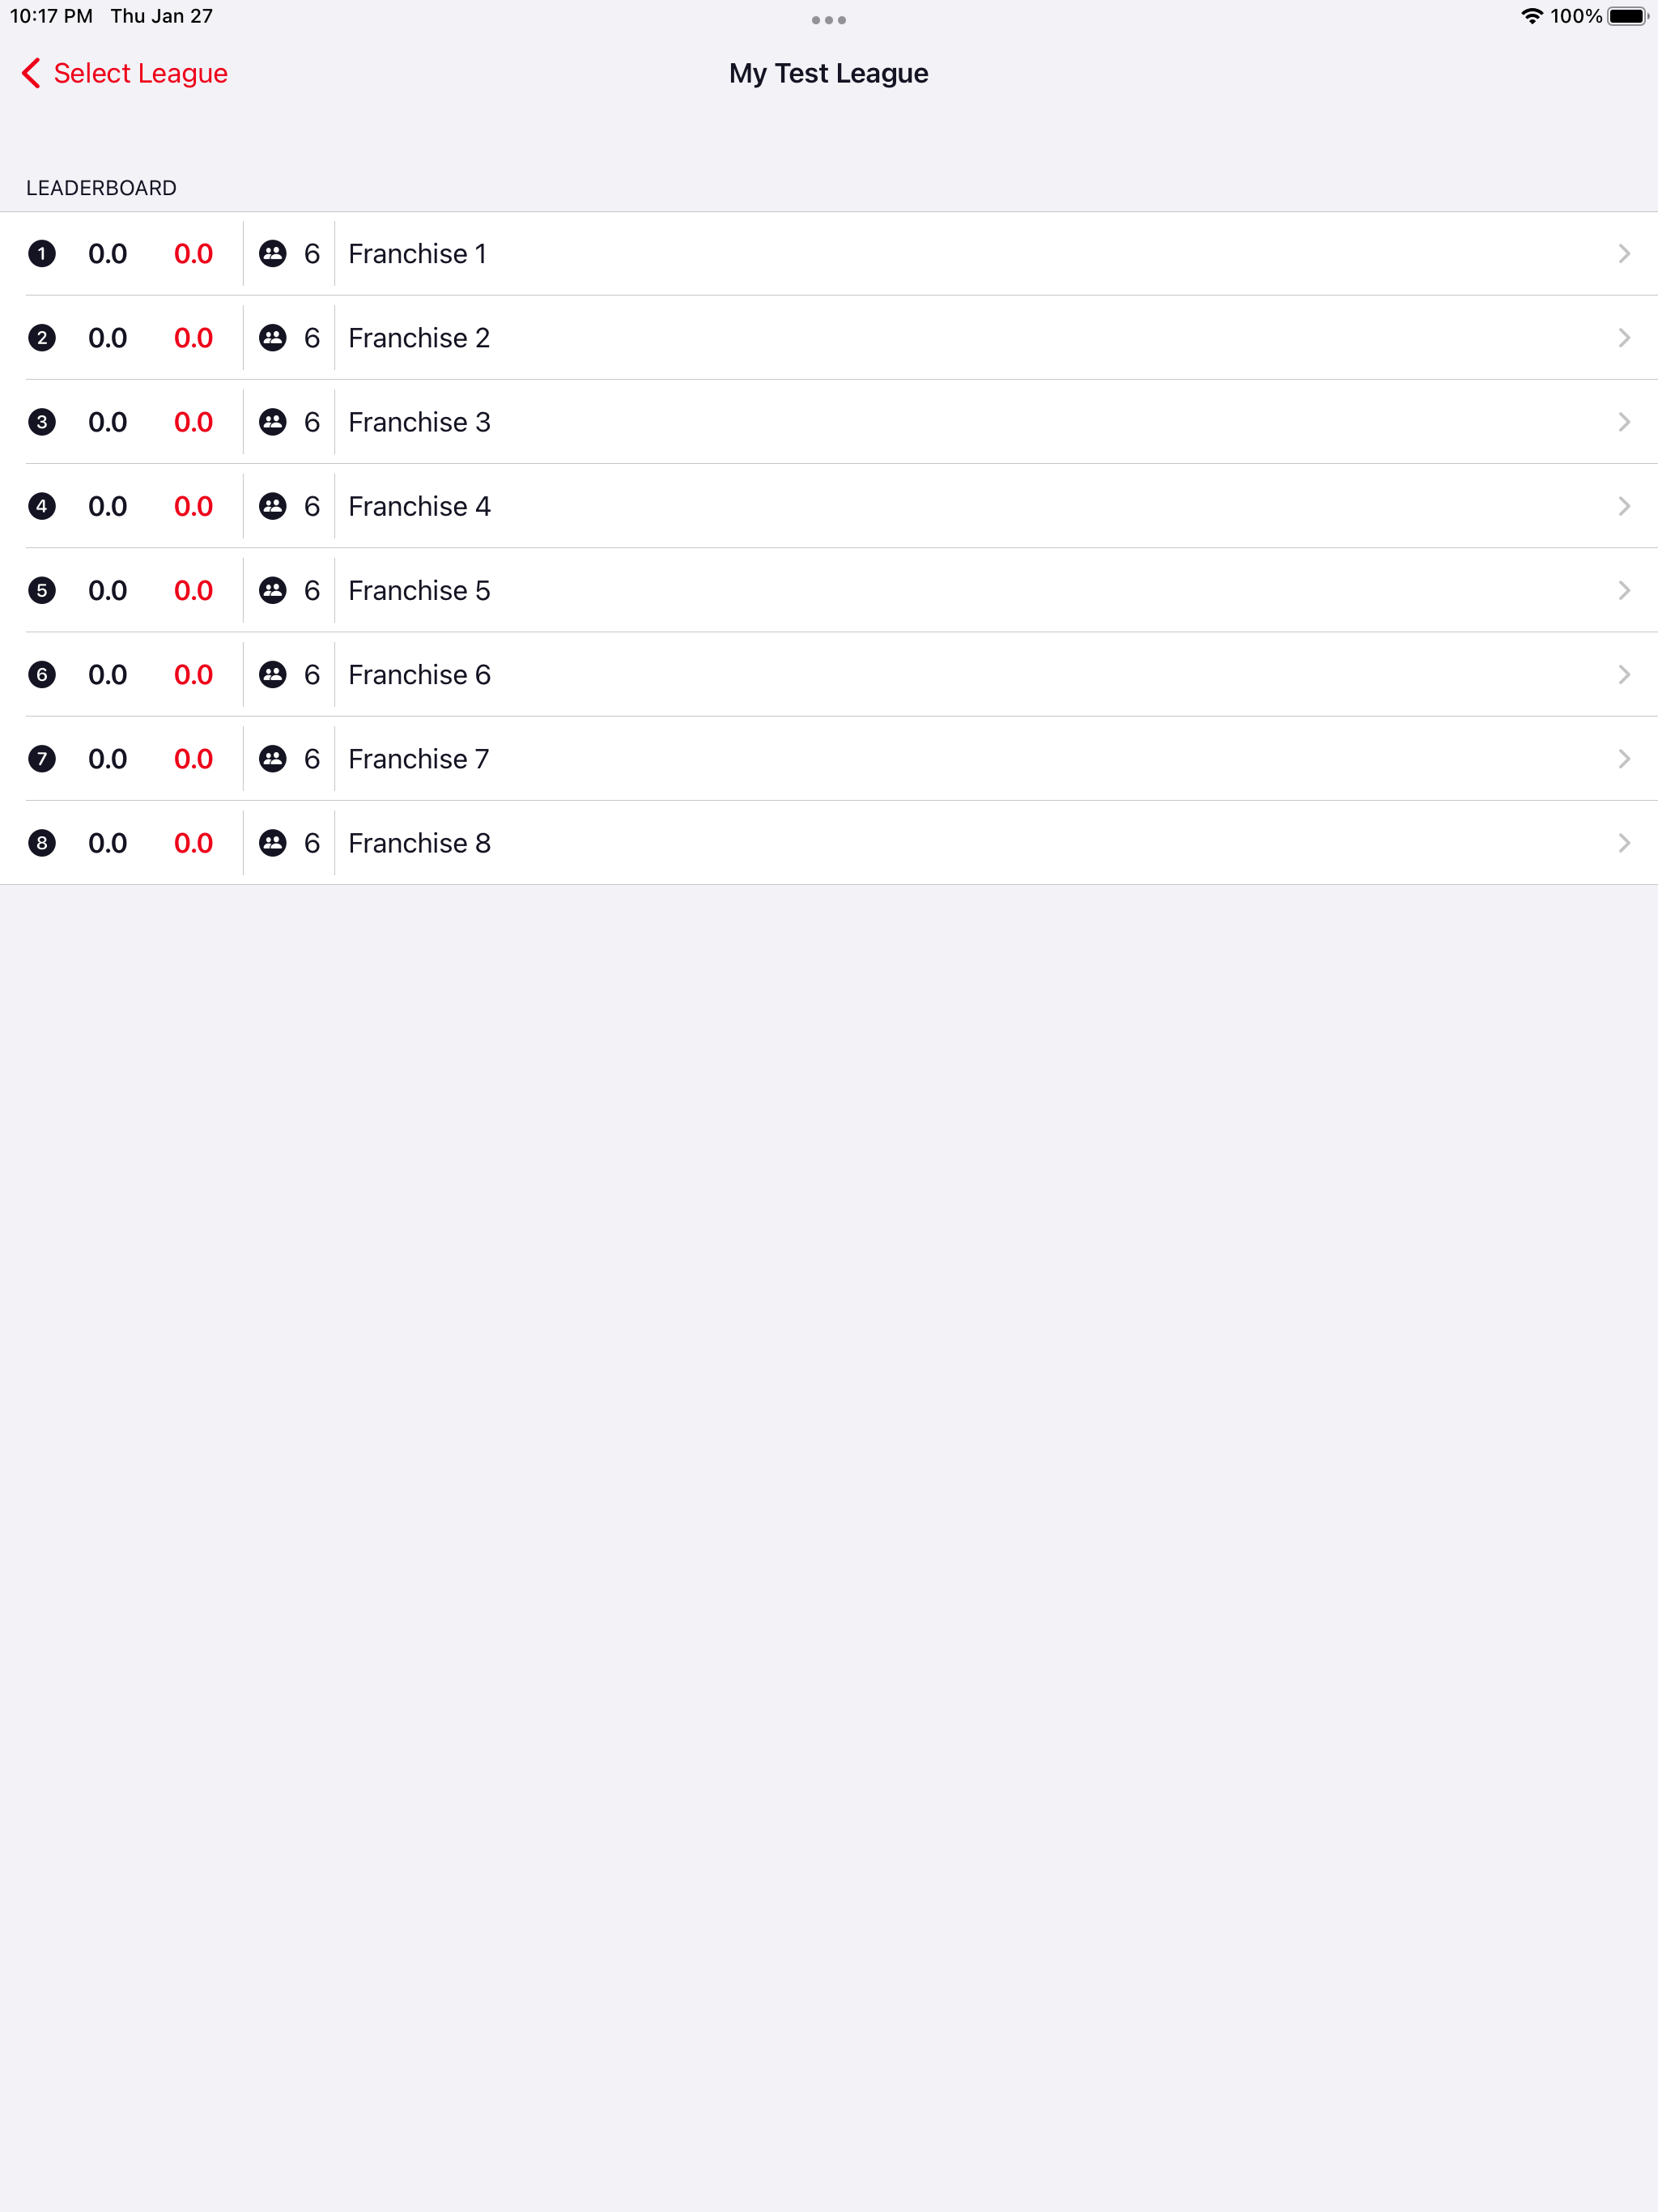 10:17 PM Thu Jan 27 100%
Select League My Test League
LEADERBOARD
1 0.0 0.0 6 Franchise 1
2 0.0 0.0 6 Franchise 2
3 0.0 0.0 6 Franchise 3
4 0.0 0.0 6 Franchise 4
5 0.0 0.0 6 Franchise 5
6 0.0 0.0 6 Franchise 6
7 0.0 0.0 6 Franchise 7
8 0.0 0.0 6 Franchise 8